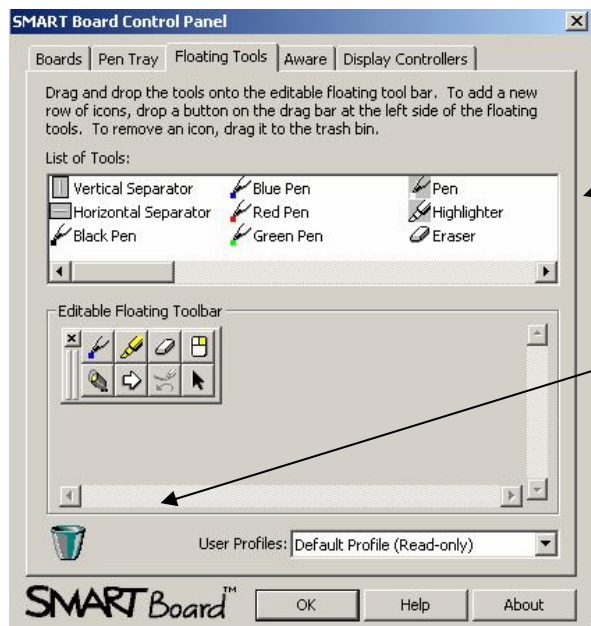 SMART Board Control Panel
Boards Pen Tray Floating Tools Aware Display Controllers
Drag and drop the tools onto the editable floating tool bar. To add a new
row of icons, drop a button on the drag bar at the left side of the floating
tools. To remove an icon, drag it to the trash bin.
List of Tools:
Vertical Separator Blue Pen Pen
Horizontal Separator Red Pen Highlighter
Black Pen Green Pen Eraser
Editable Floating Toolbar
User Profiles: Default Profile (Read-only)
SMART Board™ OK Help About